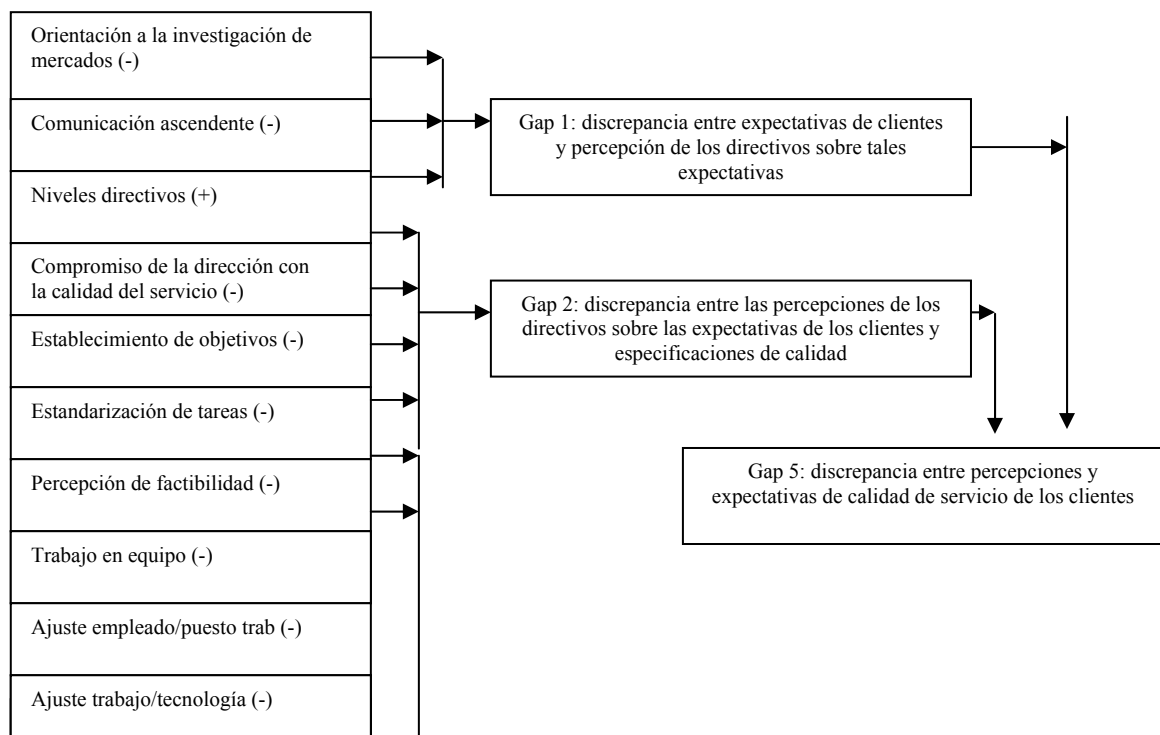 Orientación a la investigación de
mercados (-)
Comunicación ascendente (-)
Niveles directivos (+)
Compromiso de la dirección con
la calidad del servicio (-)
Establecimiento de objetivos (-)
Estandarización de tareas (-)
Percepción de factibilidad (-)
Trabajo en equipo (-)
Ajuste empleado/puesto trab (-)
Ajuste trabajo/tecnología (-)
Gap 1: discrepancia entre expectativas de clientes
y percepción de los directivos sobre tales
expectativas
Gap 2: discrepancia entre las percepciones de los
directivos sobre las expectativas de los clientes y
especificaciones de calidad
Gap 5: discrepancia entre percepciones y
expectativas de calidad de servicio de los clientes